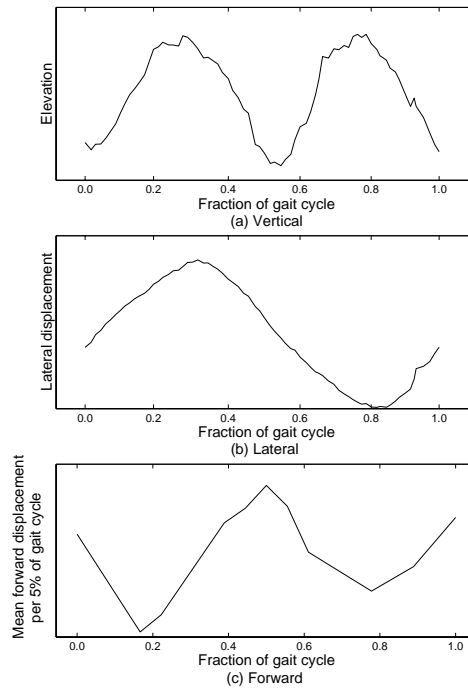 Elevation
0.0 0.2 0.4 0.6 0.8 1.0
Fraction of gait cycle
(a) Vertical
Lateral displacement
0.0 0.2 0.4 0.6 0.8 1.0
Fraction of gait cycle
(b) Lateral
Mean forward displacement
per 5% of gait cycle
0.0 0.2 0.4 0.6 0.8 1.0
Fraction of gait cycle
(c) Forward